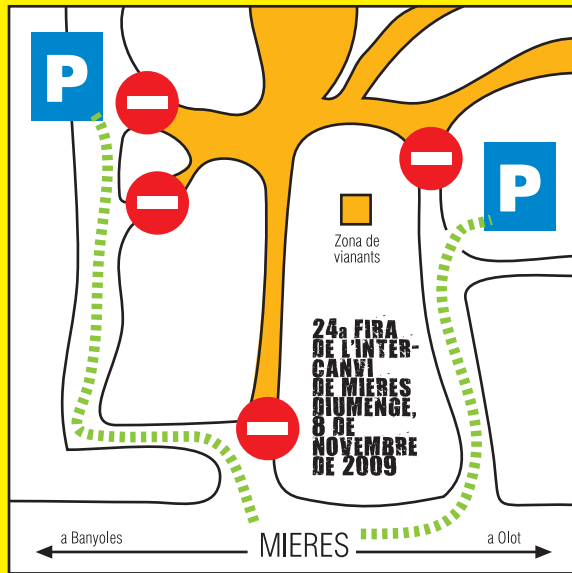 P
P
Zona de
vianants
24a FIRA
DE L'INTER-
CANVI
DE MIERES
DIUMENGE,
8 DE
NOVEMBRE
DE 2009
a Banyoles
MIERES
a Olot